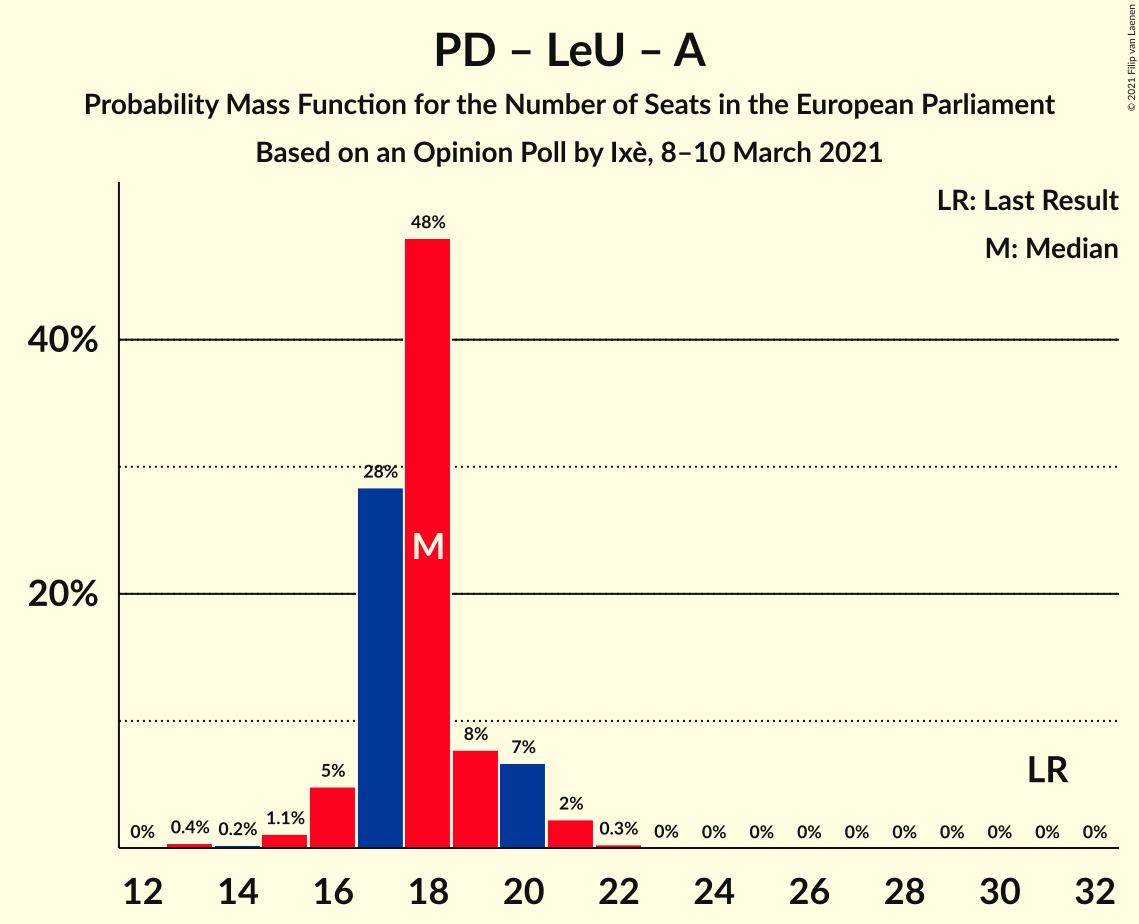 PD – LeU – A
Probability Mass Function for the Number of Seats in the European Parliament
Based on an Opinion Poll by Ixè, 8–10 March 2021
© 2021 Filip van Laenen
LR: Last Result
M: Median
48%
40%
28%
M
20%
8%
7%
5%
LR
2%
0% 0.4% 0.2% 1.1% 0.3% 0% 0% 0% 0% 0% 0% 0% 0% 0% 0%
12 14 16 18 20 22 24 26 28 30 32